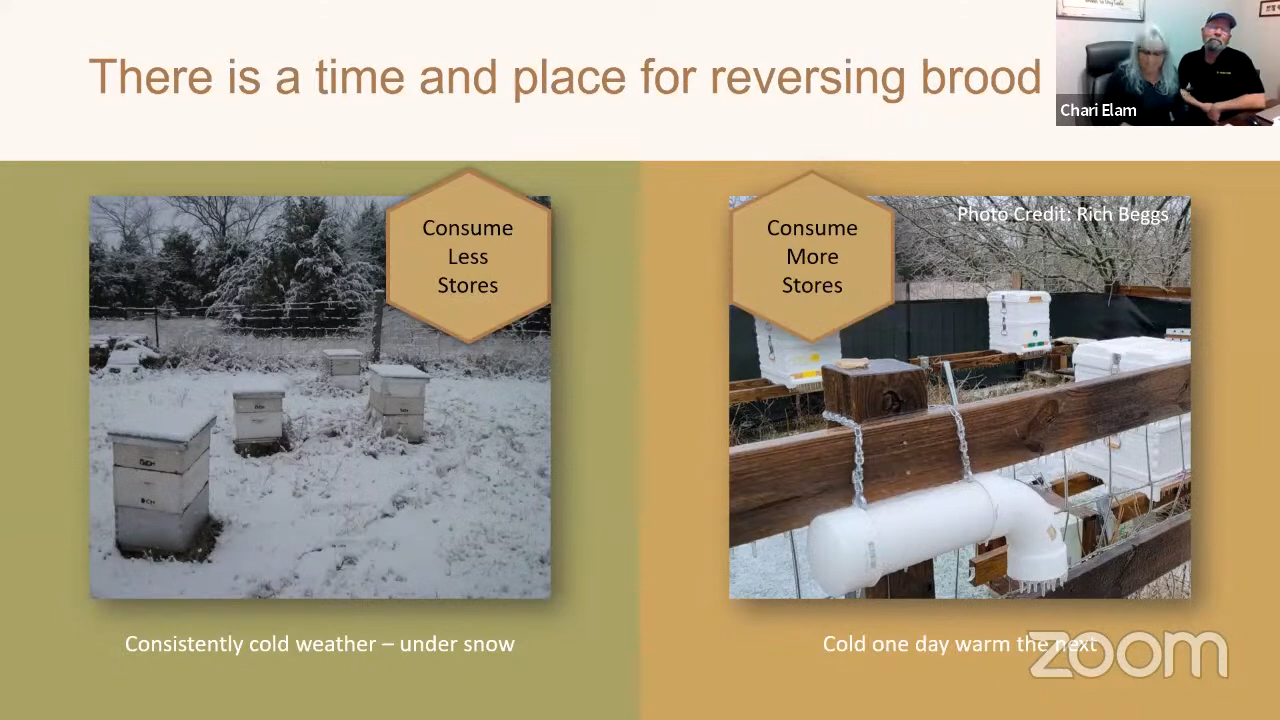 There is a time and place for reversing brood
Chari Elam
Consume
Less
Stores
Consume
More
Stores
Photo Credit: Rich Beggs
Consistently cold weather – under snow
Cold one day warm the next
zoom